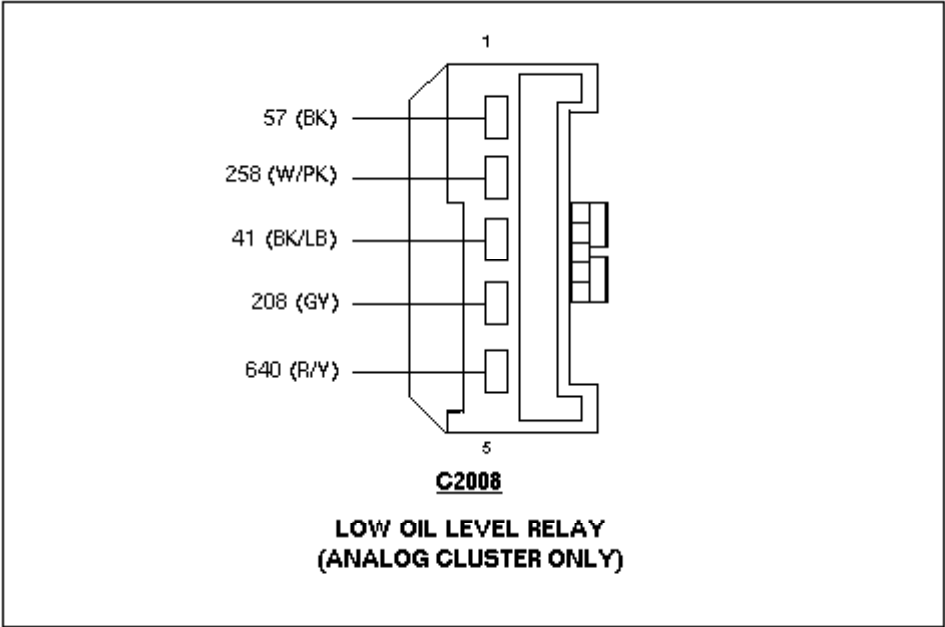 1
57 (BK)
258 (W/PK)
41 (BK/LB)
208 (GY)
640 (R/Y)
5
C2008
LOW OIL LEVEL RELAY
(ANALOG CLUSTER ONLY)